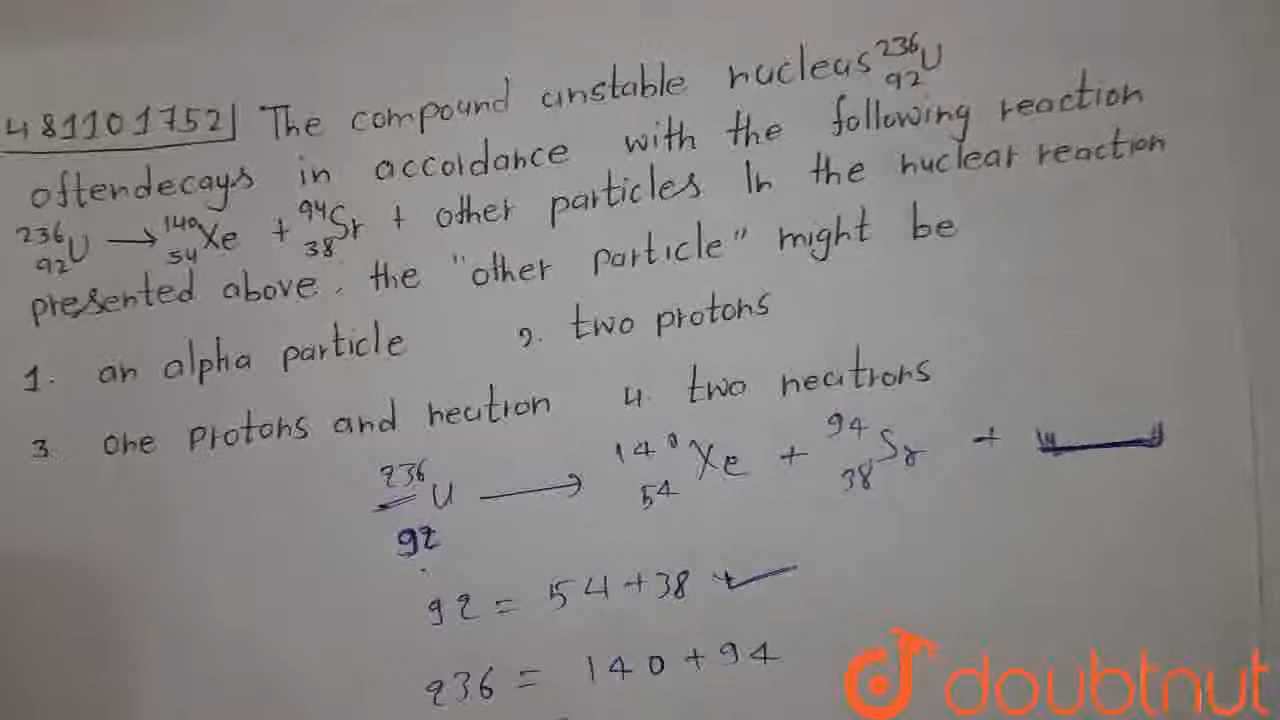 481101752| The compound unstable nucleus ²³⁶₉₂U
oftendecays in accordance with the following reaction
²³⁶₉₂U → ¹⁴⁰₅₄Xe + ⁹⁴₃₈Sr + other particles In the nuclear reaction
presented above, the "other particle" might be
1. an alpha particle 2. two protons
3. one protons and neutron 4. two neutrons
²³⁶₉₂U → ¹⁴⁰₅₄Xe + ⁹⁴₃₈Sr +
92 = 54+38 ✓
236 = 140+94
doubtnut